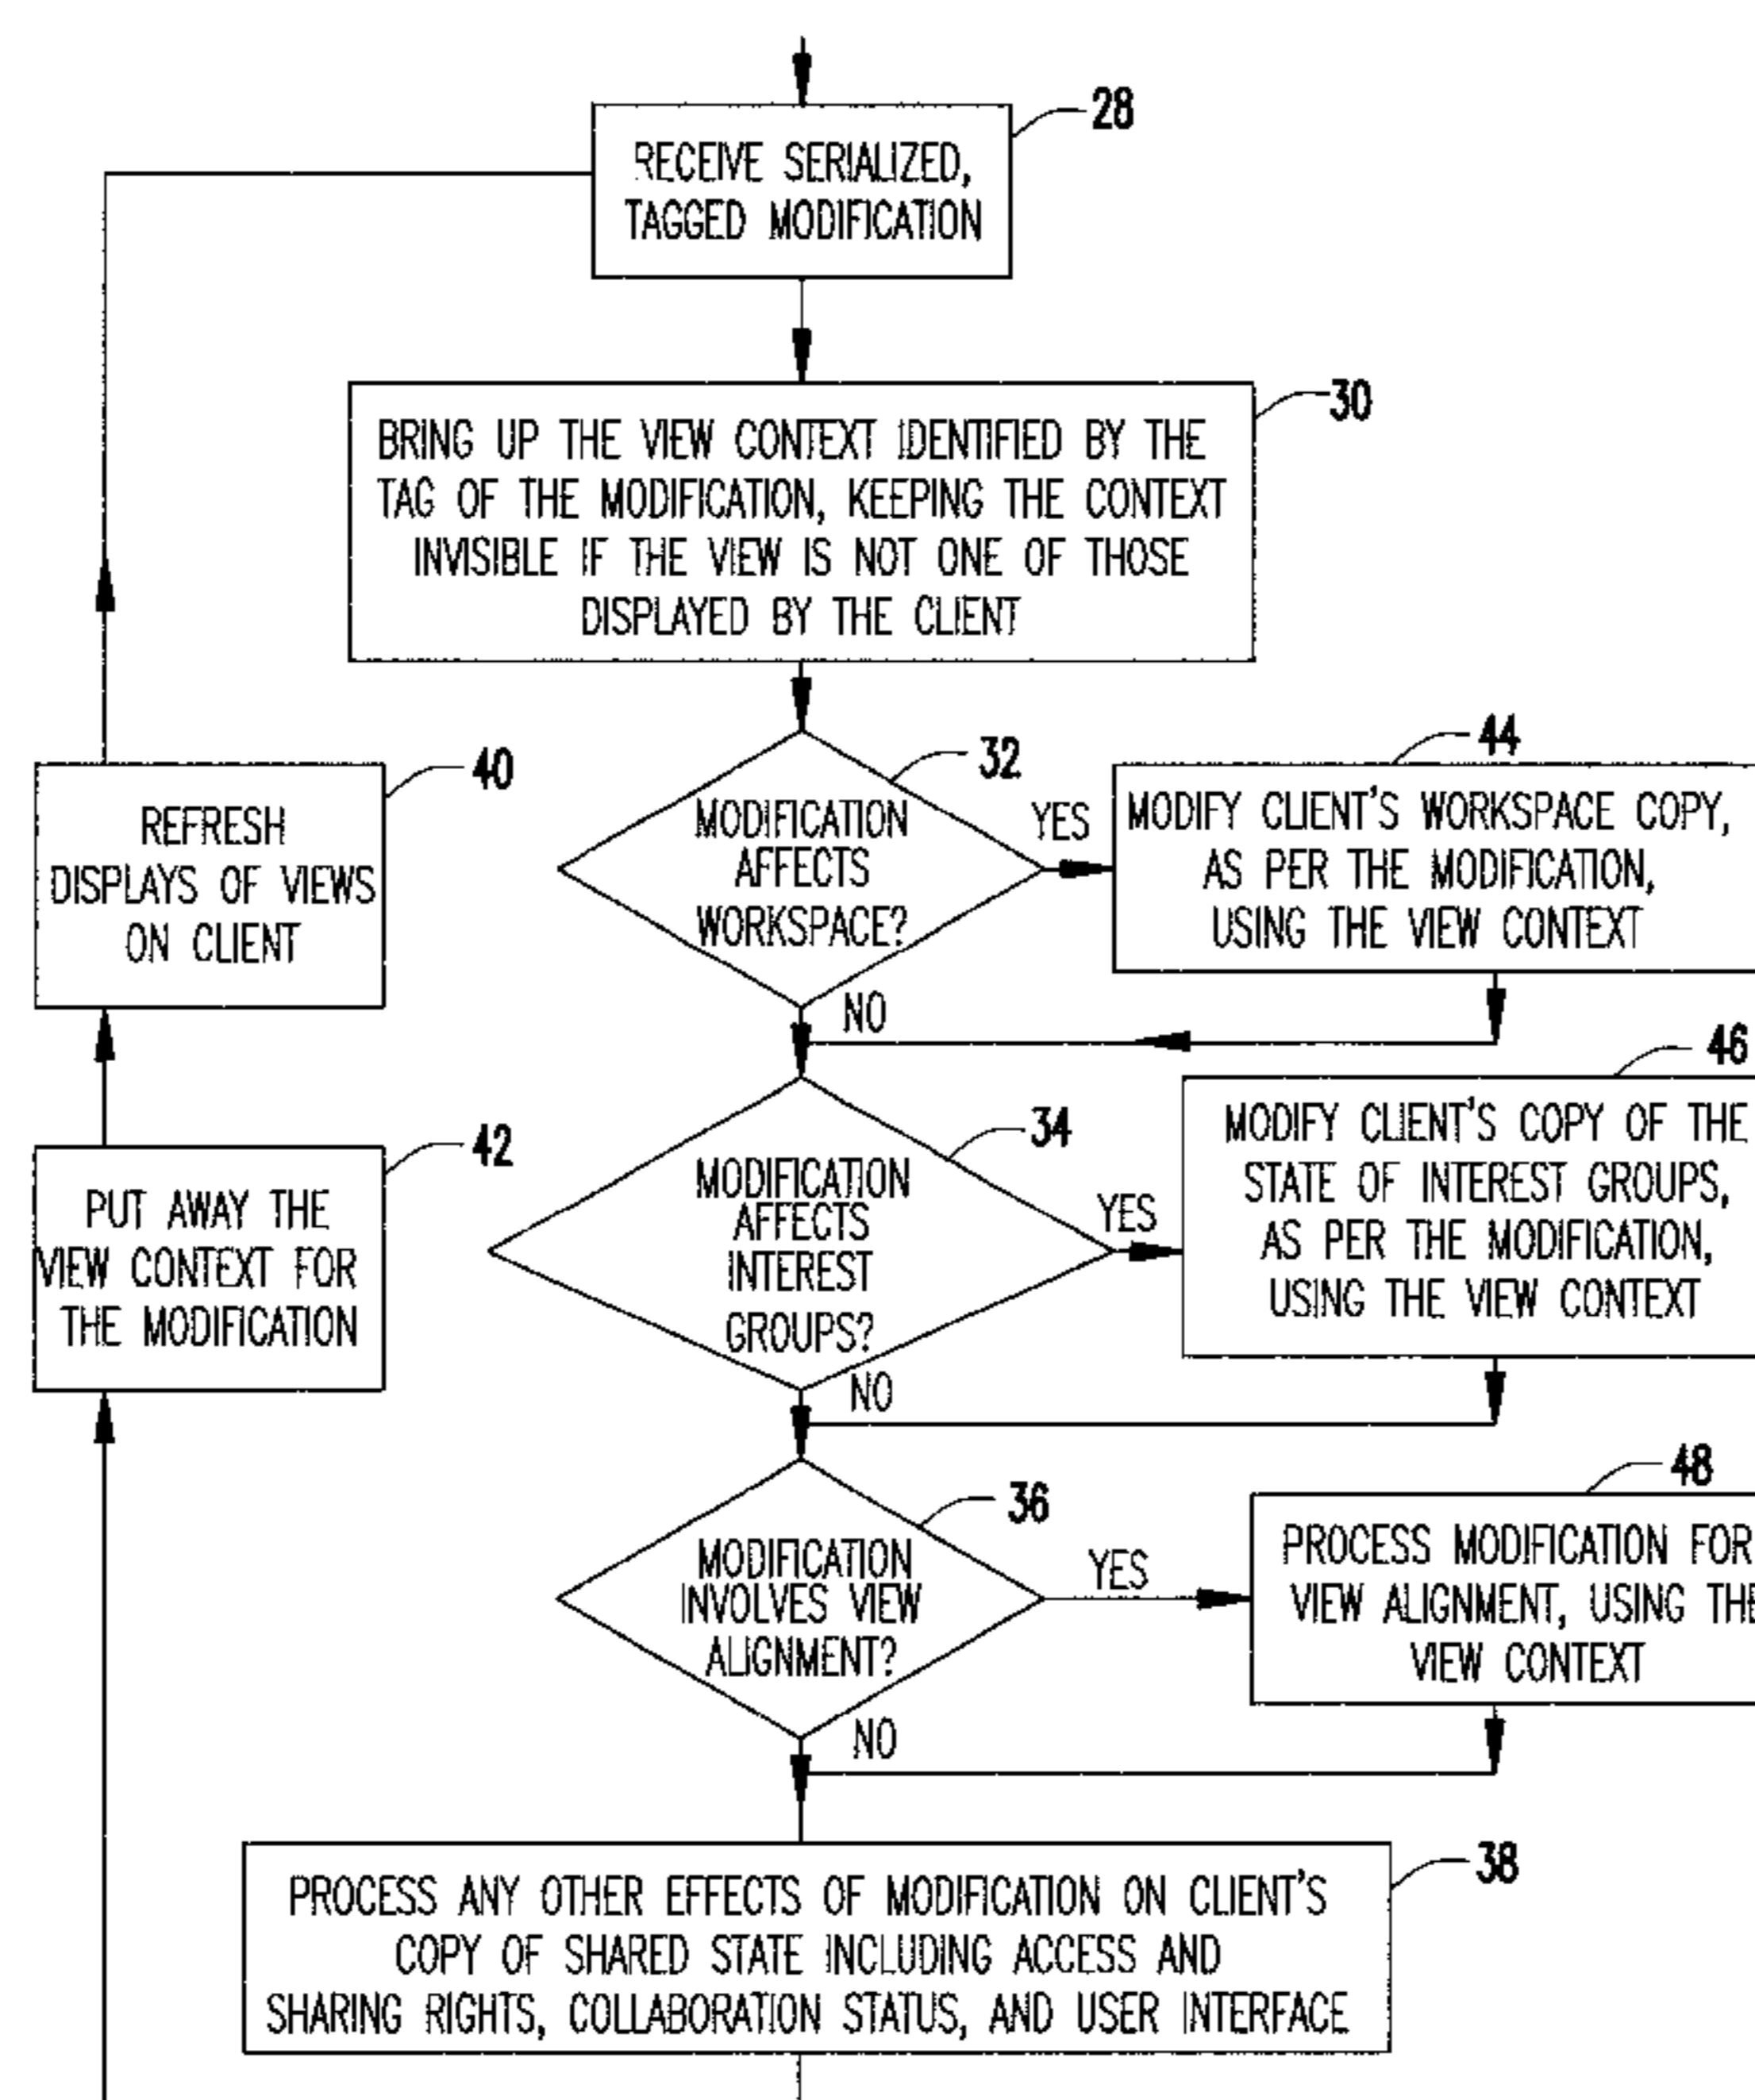 28
RECEIVE SERIALIZED,
TAGGED MODIFICATION
30
BRING UP THE VIEW CONTEXT IDENTIFIED BY THE
TAG OF THE MODIFICATION, KEEPING THE CONTEXT
INVISIBLE IF THE VIEW IS NOT ONE OF THOSE
DISPLAYED BY THE CLIENT
32
MODIFICATION
AFFECTS
WORKSPACE?
YES
NO
44
MODIFY CLIENT'S WORKSPACE COPY,
AS PER THE MODIFICATION,
USING THE VIEW CONTEXT
40
REFRESH
DISPLAYS OF VIEWS
ON CLIENT
34
MODIFICATION
AFFECTS
INTEREST
GROUPS?
YES
NO
46
MODIFY CLIENT'S COPY OF THE
STATE OF INTEREST GROUPS,
AS PER THE MODIFICATION,
USING THE VIEW CONTEXT
42
PUT AWAY THE
VIEW CONTEXT FOR
THE MODIFICATION
36
MODIFICATION
INVOLVES VIEW
ALIGNMENT?
YES
NO
48
PROCESS MODIFICATION FOR
VIEW ALIGNMENT, USING THE
VIEW CONTEXT
38
PROCESS ANY OTHER EFFECTS OF MODIFICATION ON CLIENT'S
COPY OF SHARED STATE INCLUDING ACCESS AND
SHARING RIGHTS, COLLABORATION STATUS, AND USER INTERFACE